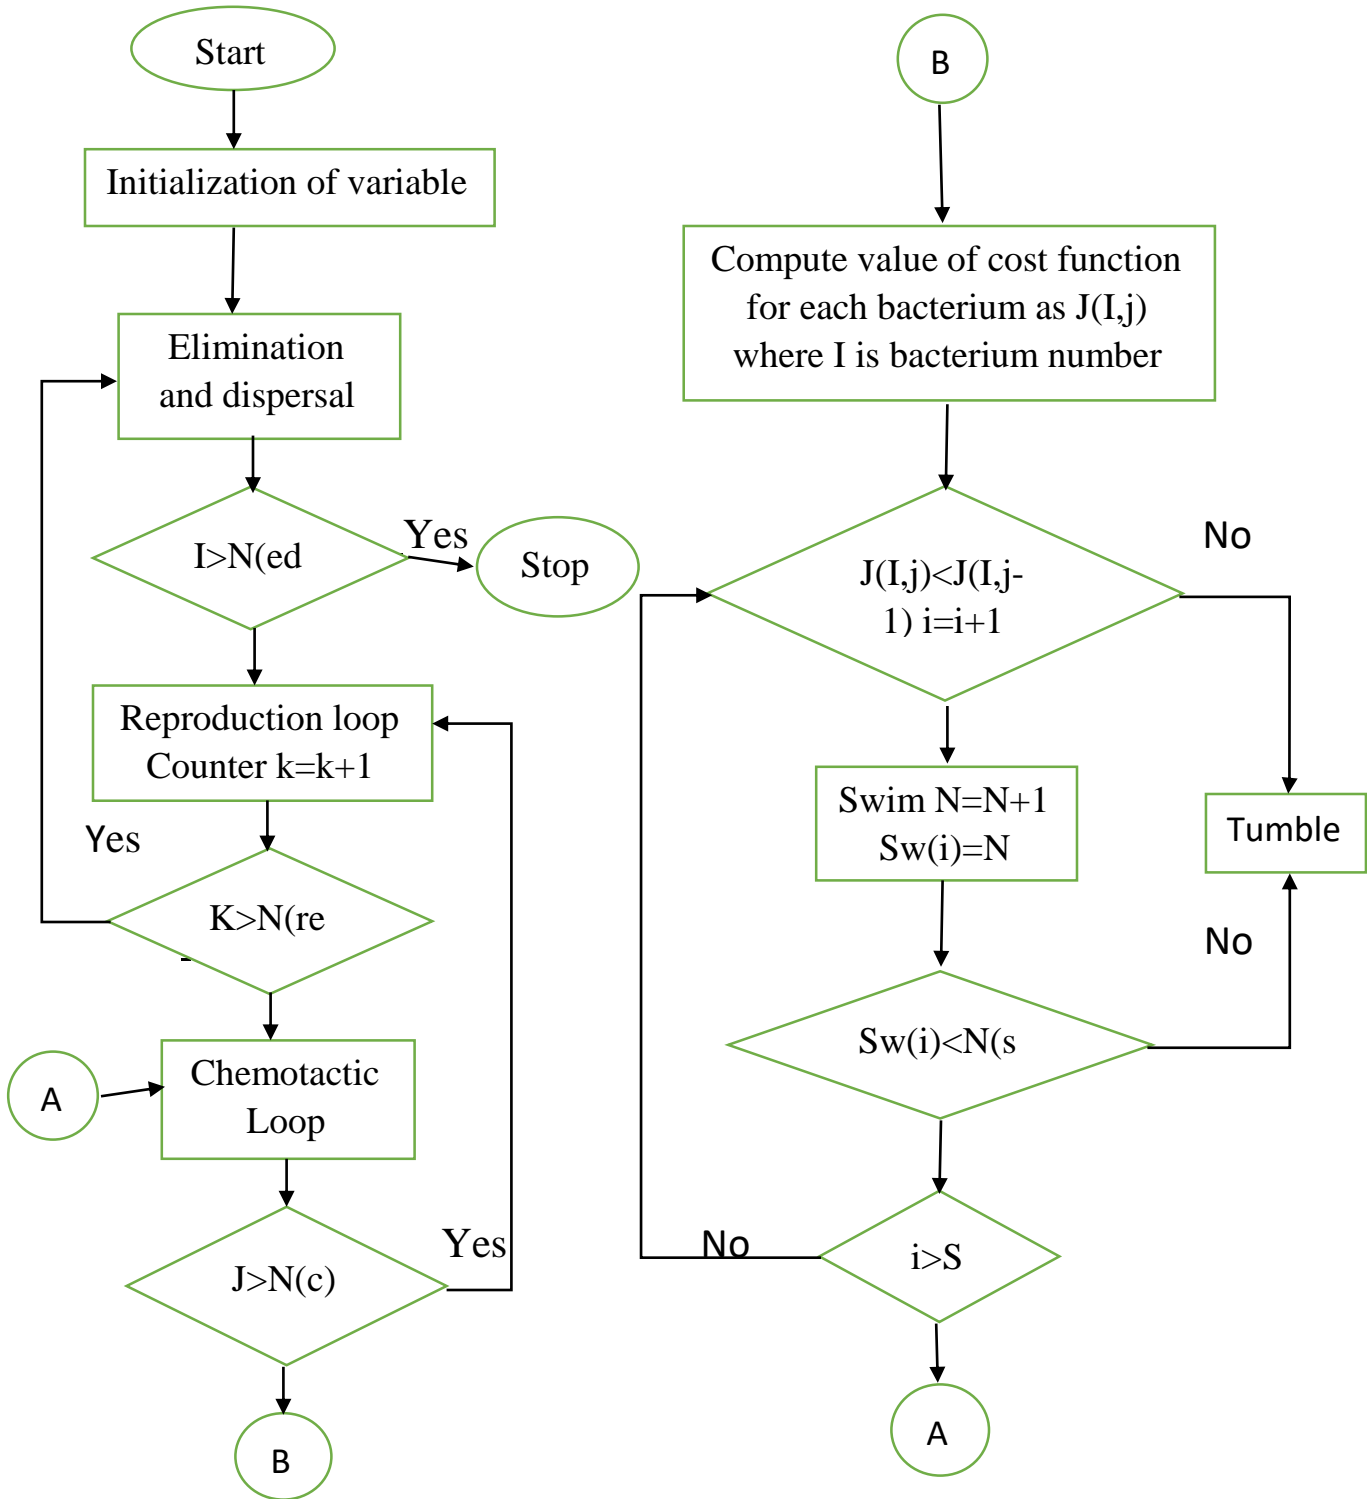 Start
Initialization of variable
Elimination
and dispersal
I>N(ed
Yes
Stop
Reproduction loop
Counter k=k+1
Yes
K>N(re
A
Chemotactic
Loop
J>N(c)
Yes
B
B
Compute value of cost function
for each bacterium as J(I,j)
where I is bacterium number
No
J(I,j)<J(I,j-
1) i=i+1
Swim N=N+1
Sw(i)=N
Tumble
No
Sw(i)<N(s
No
i>S
A